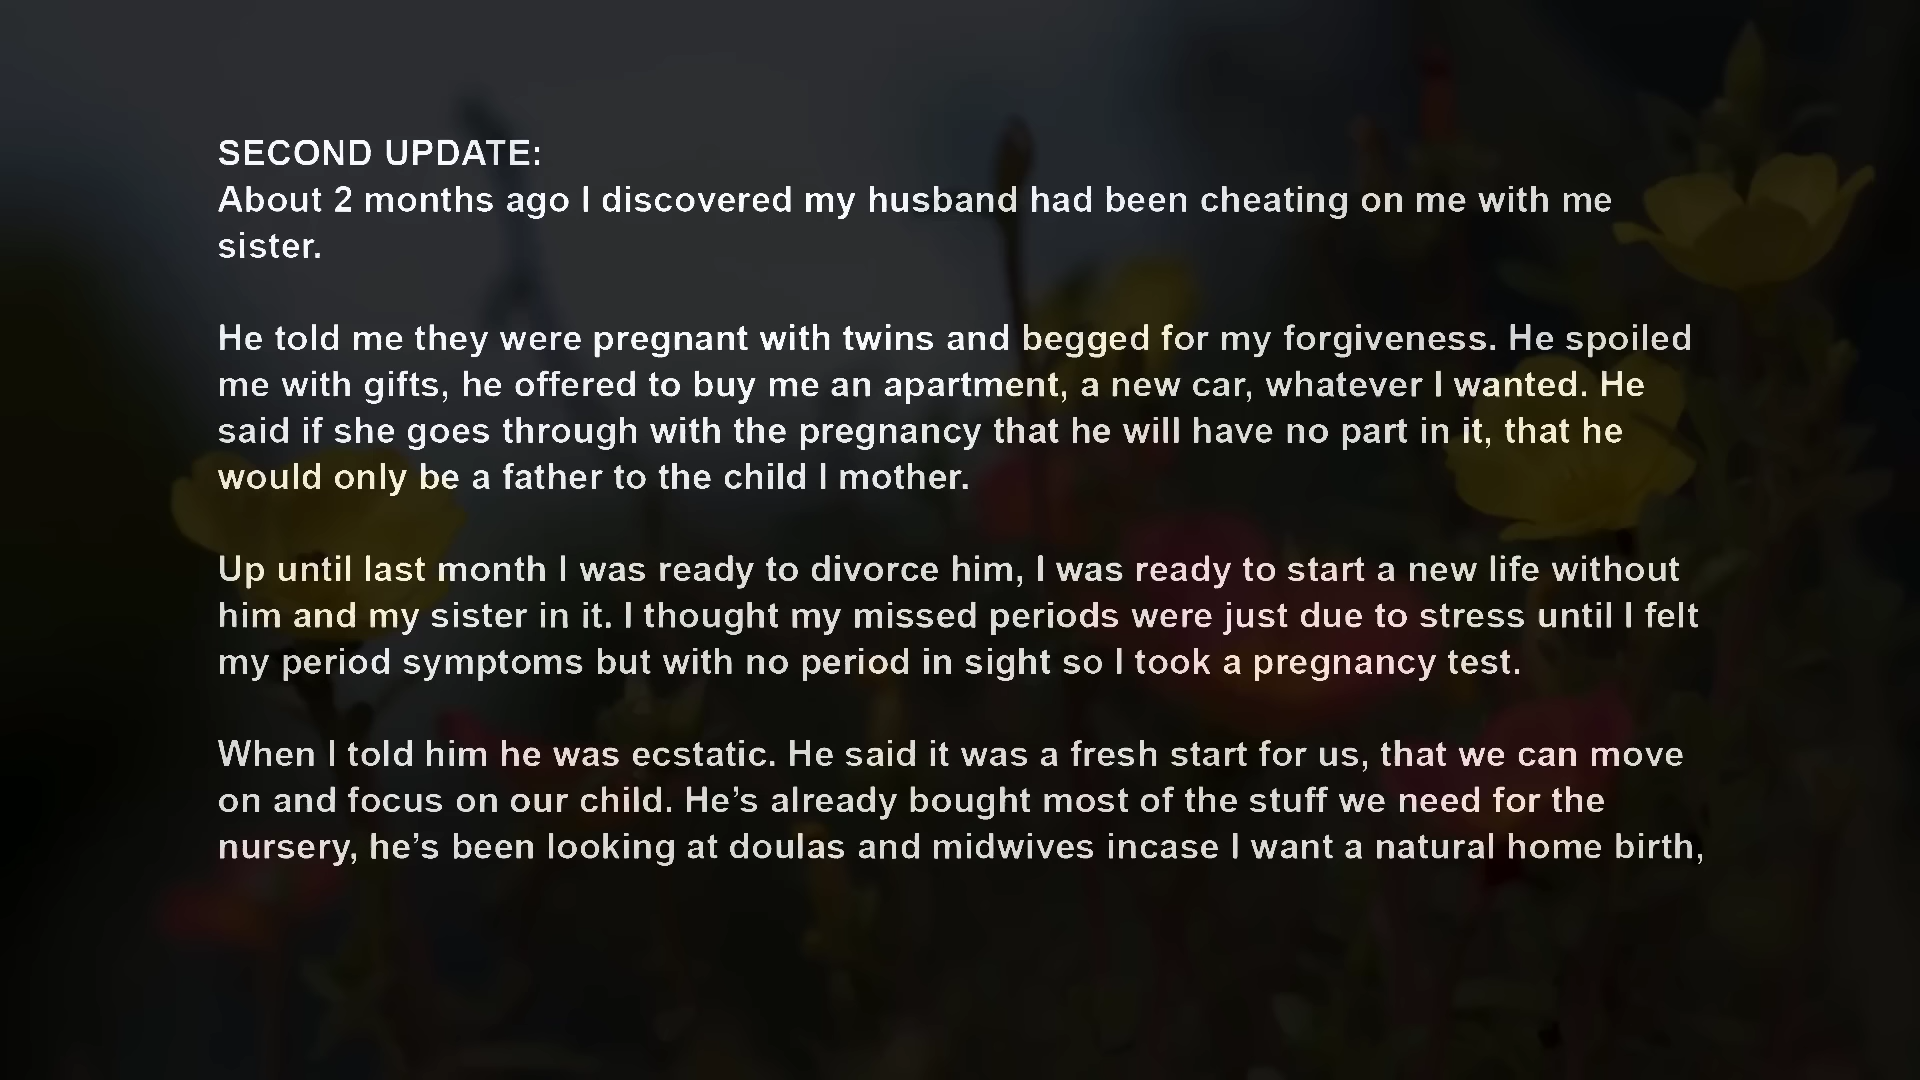 SECOND UPDATE:
About 2 months ago I discovered my husband had been cheating on me with me
sister.
He told me they were pregnant with twins and begged for my forgiveness. He spoiled
me with gifts, he offered to buy me an apartment, a new car, whatever I wanted. He
said if she goes through with the pregnancy that he will have no part in it, that he
would only be a father to the child I mother.
Up until last month I was ready to divorce him, I was ready to start a new life without
him and my sister in it. I thought my missed periods were just due to stress until I felt
my period symptoms but with no period in sight so I took a pregnancy test.
When I told him he was ecstatic. He said it was a fresh start for us, that we can move
on and focus on our child. He’s already bought most of the stuff we need for the
nursery, he’s been looking at doulas and midwives incase I want a natural home birth,